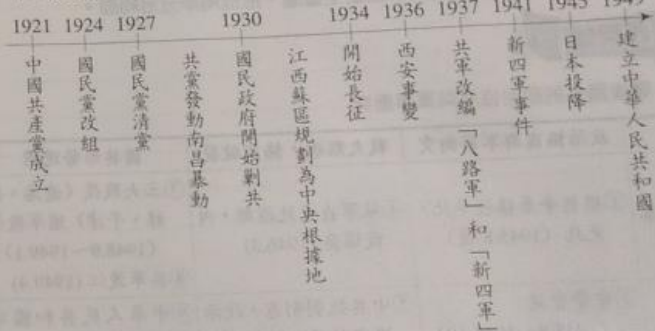 1921
1924
1927
1930
1934
1936
1937
1941
1945
1949
中國共產黨成立
國民黨改組
國民黨清黨
共黨發動南昌暴動
國民政府開始剿共
江西蘇區規劃為中央根據地
開始長征
西安事變
共軍改編「八路軍」和「新四軍」
新四軍事件
日本投降
建立中華人民共和國